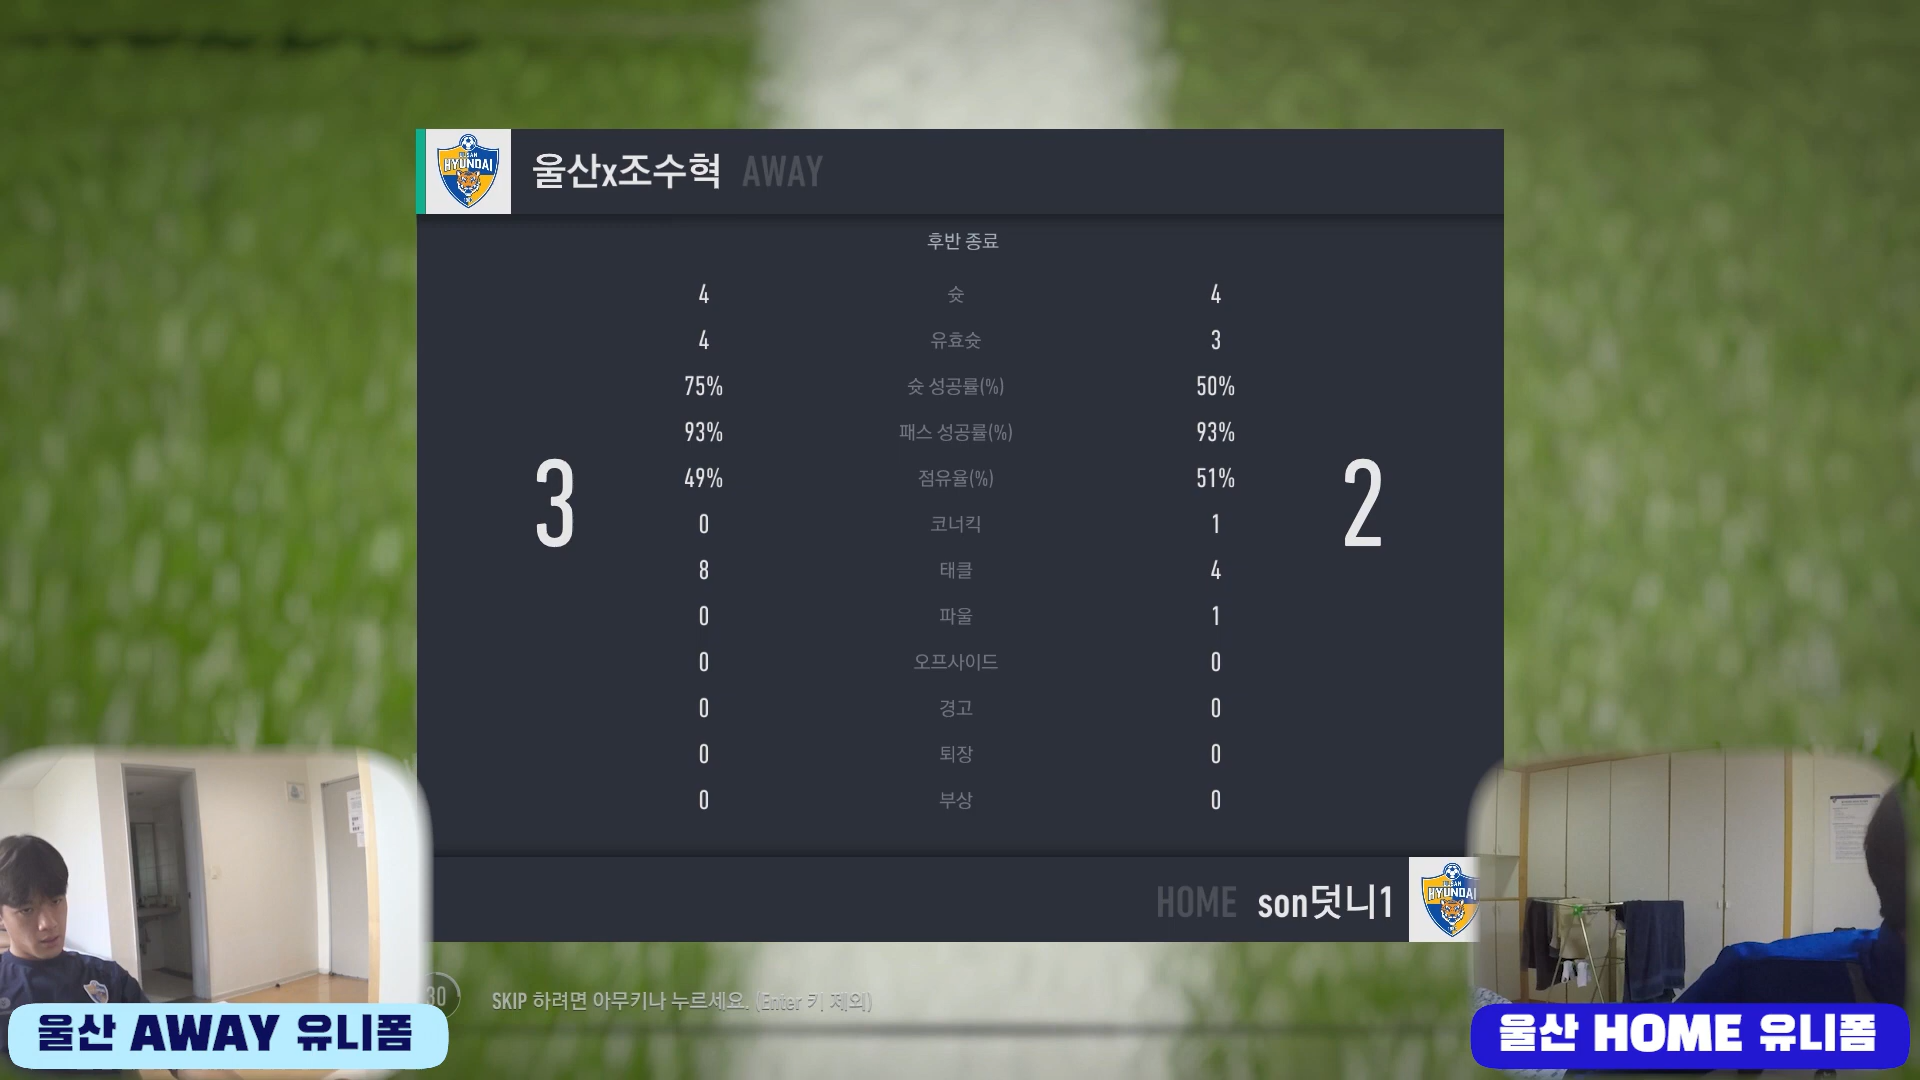 HYUNDAI
울산x조수혁 AWAY
후반 종료
4 슛 4
4 유효슛 3
75% 슛 성공률(%) 50%
93% 패스 성공률(%) 93%
49% 점유율(%) 51%
3 2
0 코너킥 1
8 태클 4
0 파울 1
0 오프사이드 0
0 경고 0
0 퇴장 0
0 부상 0
HOME son덧니1
HYUNDAI
30 SKIP 하려면 아무키나 누르세요. (Enter 키 제외)
울산 AWAY 유니폼
울산 HOME 유니폼